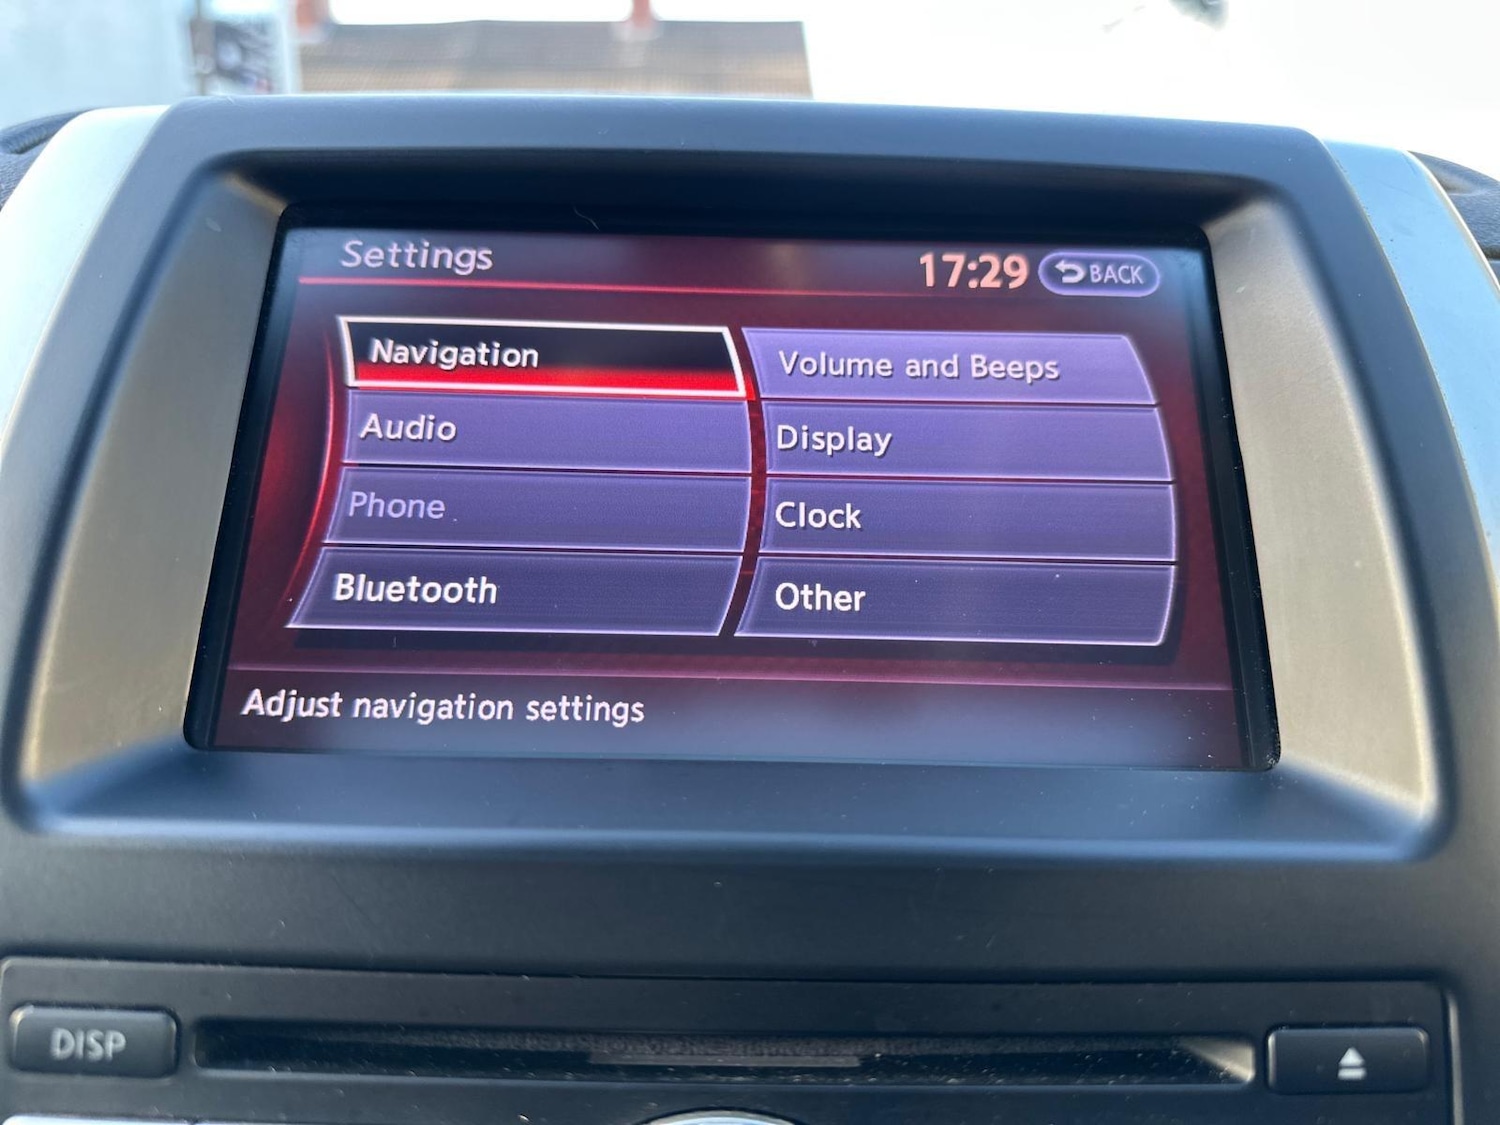 Settings
17:29 BACK
Navigation
Volume and Beeps
Audio
Display
Phone
Clock
Bluetooth
Other
Adjust navigation settings
DISP